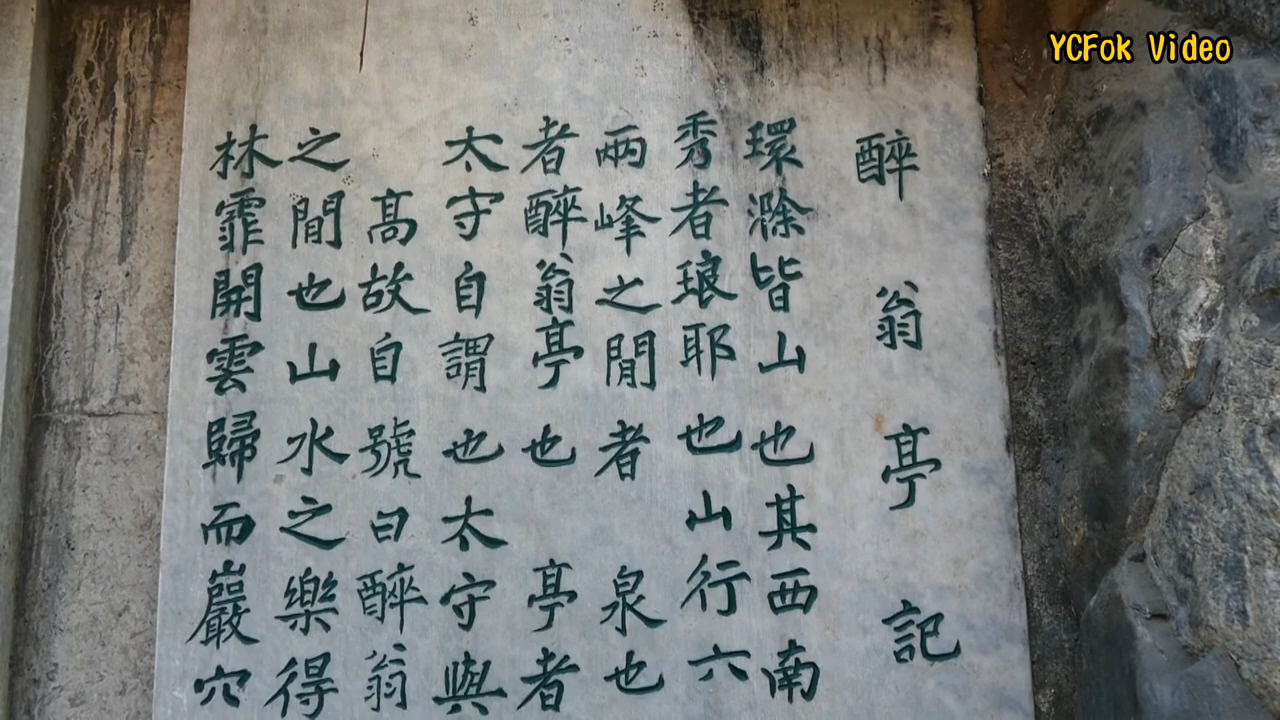 YCFok Video
醉翁亭記
環滁皆山也其西南
秀者琅耶也山行六
兩峰之間者 泉也
者醉翁亭也 亭者
太守自謂也太守與
高故自號曰醉翁
之間也山水之樂得
林霏開雲歸而巖穴